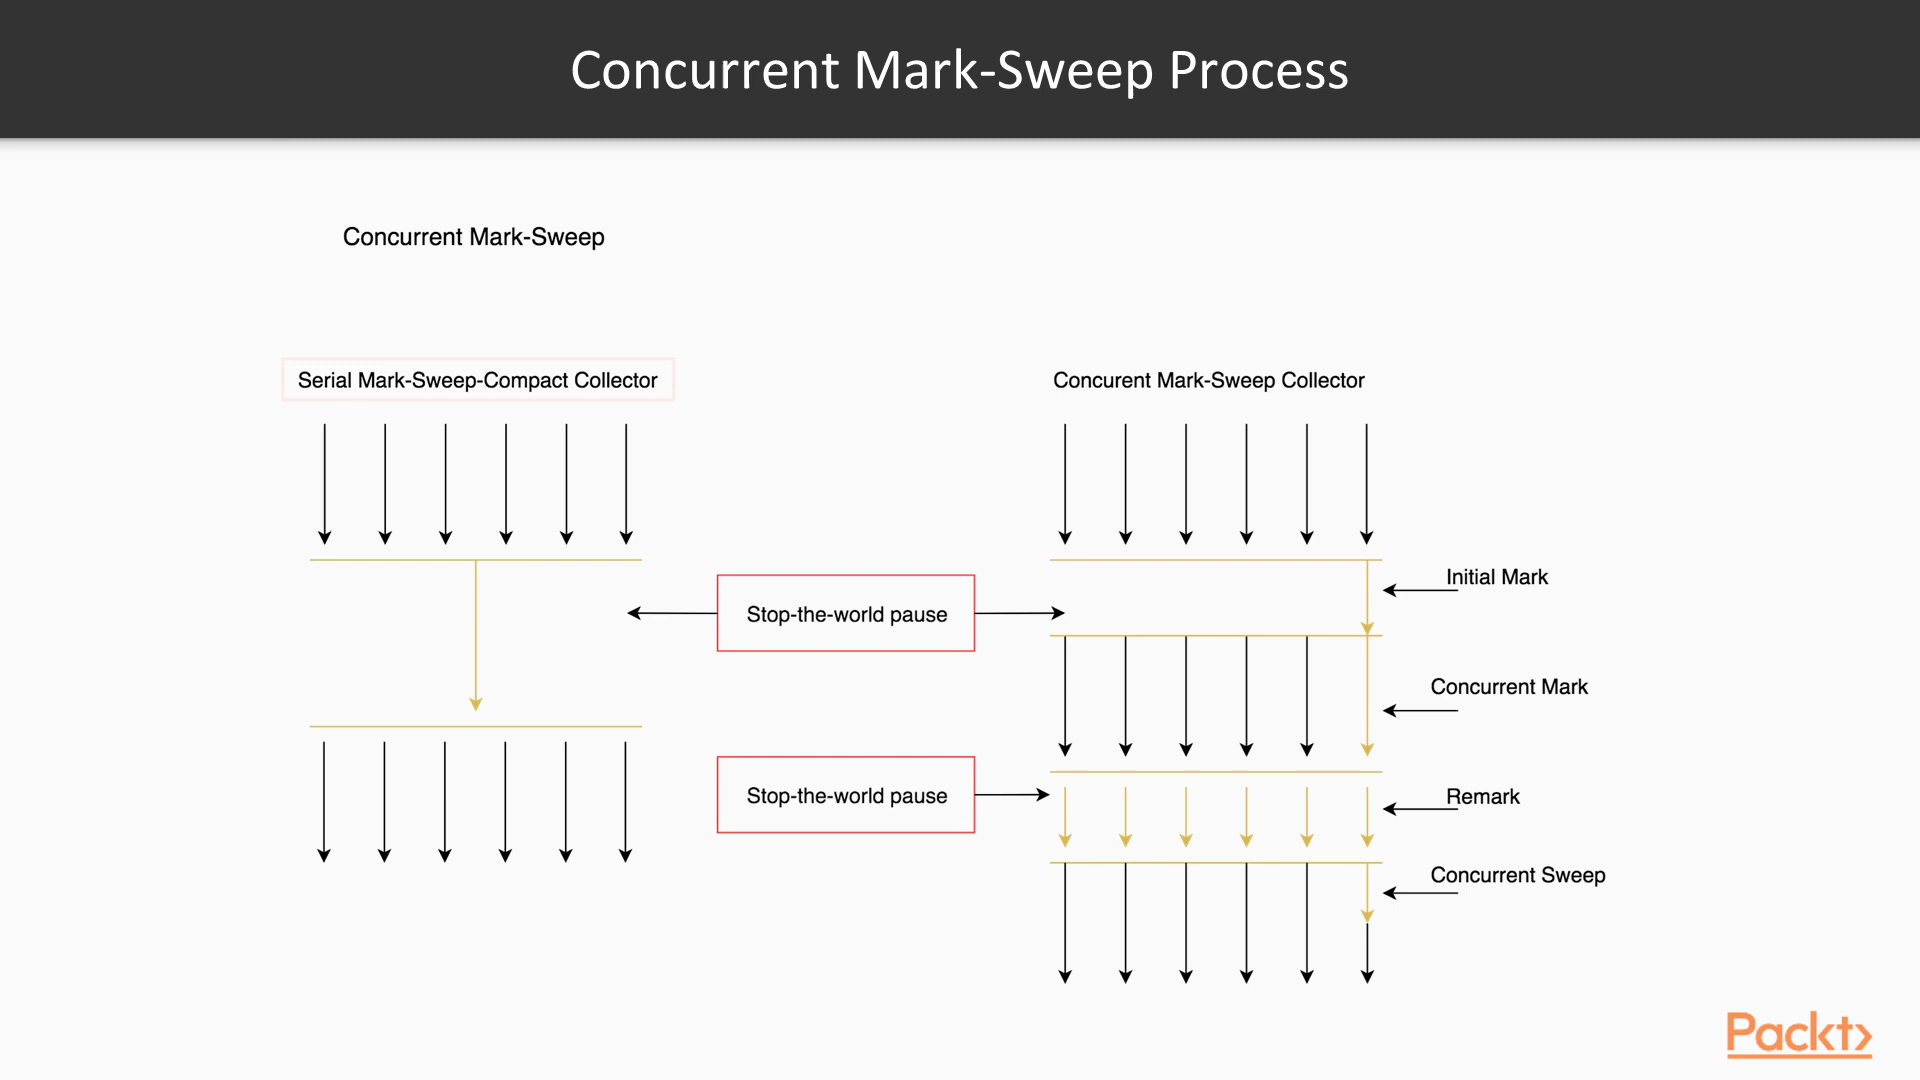 Concurrent Mark-Sweep Process
Concurrent Mark-Sweep
Serial Mark-Sweep-Compact Collector
Concurent Mark-Sweep Collector
Initial Mark
Stop-the-world pause
Concurrent Mark
Stop-the-world pause
Remark
Concurrent Sweep
Packt